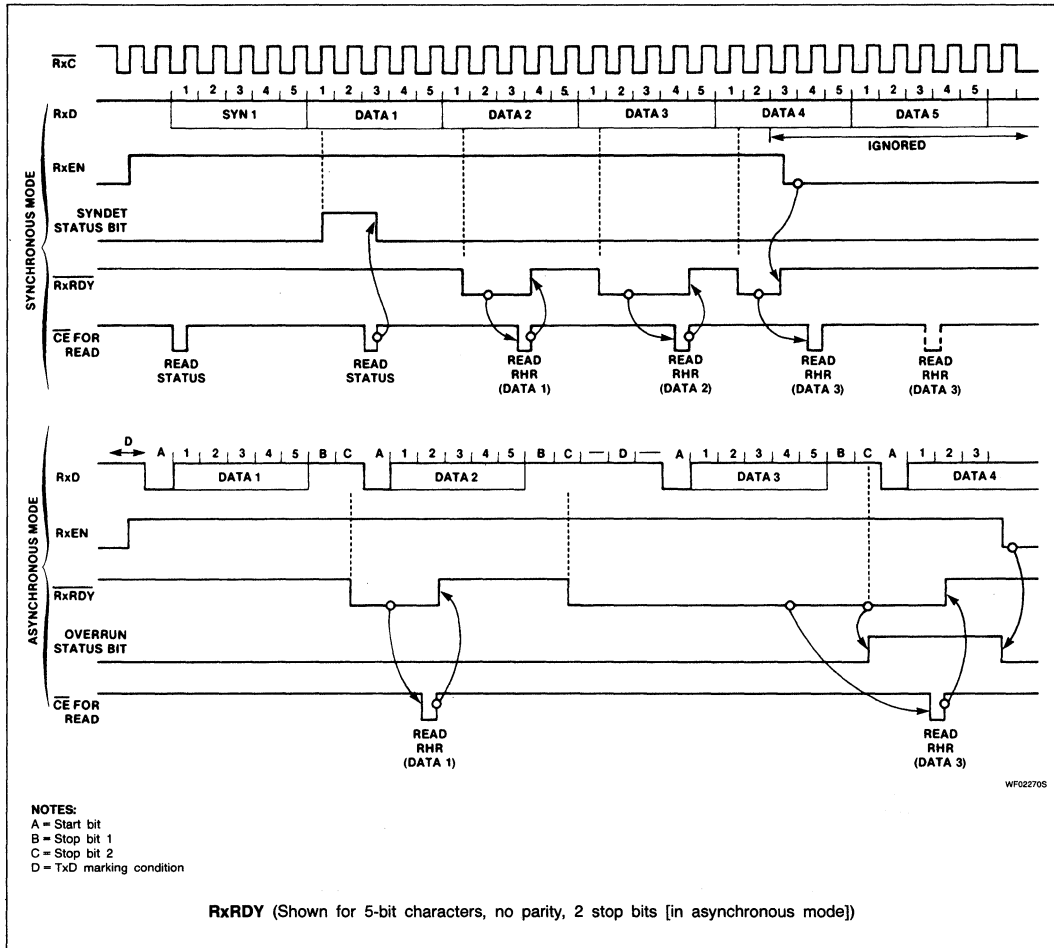 SYNCHRONOUS MODE
RxC
1 2 3 4 5 1 2 3 4 5 1 2 3 4 5 1 2 3 4 5 1 2 3 4 5 1 2 3 4 5
RxD SYN 1 DATA 1 DATA 2 DATA 3 DATA 4 DATA 5
IGNORED
RxEN
SYNDET
STATUS BIT
RxRDY
CE FOR
READ
READ
STATUS
READ
STATUS
READ
RHR
(DATA 1)
READ
RHR
(DATA 2)
READ
RHR
(DATA 3)
READ
RHR
(DATA 3)
ASYNCHRONOUS MODE
D A 1 2 3 4 5 B C A 1 2 3 4 5 B C — D — A 1 2 3 4 5 B C A 1 2 3
RxD DATA 1 DATA 2 DATA 3 DATA 4
RxEN
RxRDY
OVERRUN
STATUS BIT
CE FOR
READ
READ
RHR
(DATA 1)
READ
RHR
(DATA 3)
WF02270S
NOTES:
A = Start bit
B = Stop bit 1
C = Stop bit 2
D = TxD marking condition
RxRDY (Shown for 5-bit characters, no parity, 2 stop bits [in asynchronous mode])